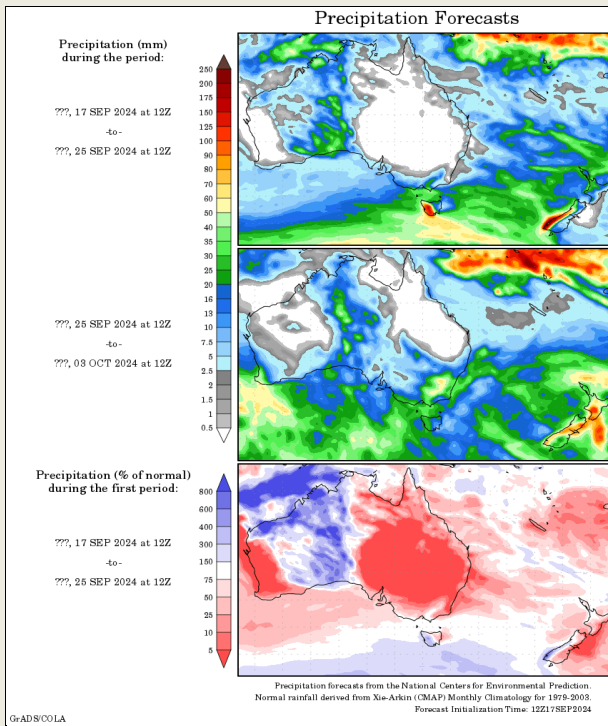 Precipitation Forecasts
Precipitation (mm)
during the period:
???, 17 SEP 2024 at 12Z
-to-
???, 25 SEP 2024 at 12Z
250
200
175
150
125
100
90
80
70
60
50
40
35
30
25
20
16
13
10
7.5
5
2.5
2
1.5
1
0.5
???, 25 SEP 2024 at 12Z
-to-
???, 03 OCT 2024 at 12Z
Precipitation (% of normal)
during the first period:
???, 17 SEP 2024 at 12Z
-to-
???, 25 SEP 2024 at 12Z
800
600
400
300
150
75
50
25
10
5
Precipitation forecasts from the National Centers for Environmental Prediction.
Normal rainfall derived from Xie-Arkin (CMAP) Monthly Climatology for 1979-2003.
Forecast Initialization Time: 12Z17SEP2024
GrADS/COLA